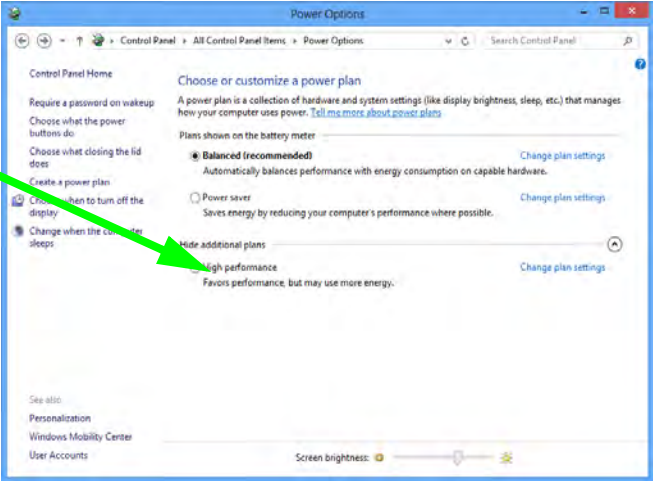 Power Options
Control Panel ▸ All Control Panel Items ▸ Power Options
Search Control Panel
Control Panel Home
Require a password on wakeup
Choose what the power
buttons do
Choose what closing the lid
does
Create a power plan
Choose when to turn off the
display
Change when the computer
sleeps
Choose or customize a power plan
A power plan is a collection of hardware and system settings (like display brightness, sleep, etc.) that manages
how your computer uses power. Tell me more about power plans
Plans shown on the battery meter
Balanced (recommended) Change plan settings
Automatically balances performance with energy consumption on capable hardware.
Power saver Change plan settings
Saves energy by reducing your computer's performance where possible.
Hide additional plans
High performance Change plan settings
Favors performance, but may use more energy.
See also
Personalization
Windows Mobility Center
User Accounts
Screen brightness: